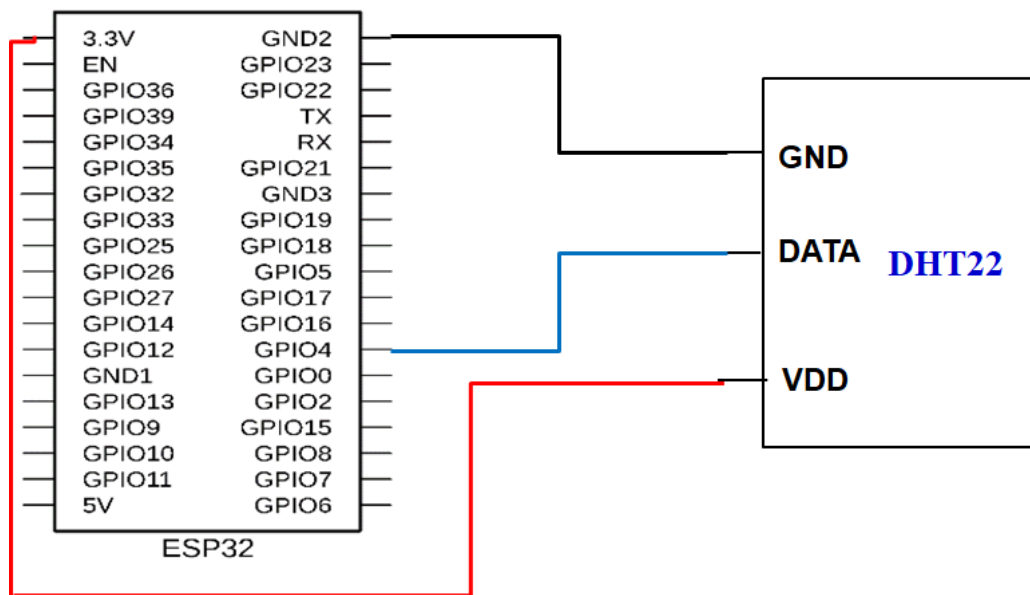 3.3V GND2
EN GPIO23
GPIO36 GPIO22
GPIO39 TX
GPIO34 RX
GPIO35 GPIO21
GPIO32 GND3
GPIO33 GPIO19
GPIO25 GPIO18
GPIO26 GPIO5
GPIO27 GPIO17
GPIO14 GPIO16
GPIO12 GPIO4
GND1 GPIO0
GPIO13 GPIO2
GPIO9 GPIO15
GPIO10 GPIO8
GPIO11 GPIO7
5V GPIO6
ESP32
GND
DATA
DHT22
VDD